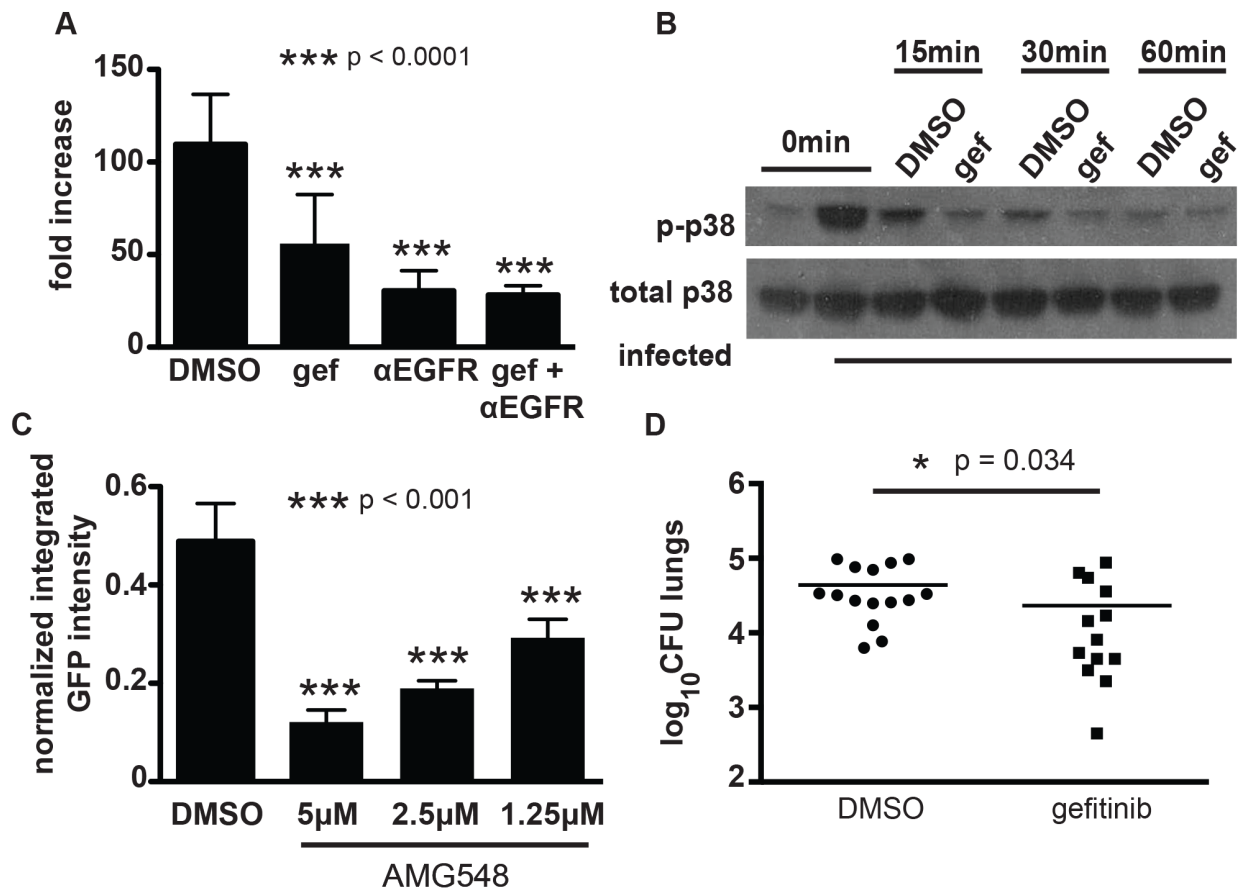 A
*** p < 0.0001
fold increase
150
100
50
0
***
***
***
DMSO
gef
αEGFR
gef +
αEGFR
B
15min
30min
60min
0min
DMSO
gef
DMSO
gef
DMSO
gef
p-p38
total p38
infected
C
*** p < 0.001
normalized integrated
GFP intensity
0.6
0.4
0.2
0
***
***
***
DMSO
5µM
2.5µM
1.25µM
AMG548
D
* p = 0.034
log10CFU lungs
6
5
4
3
2
DMSO
gefitinib